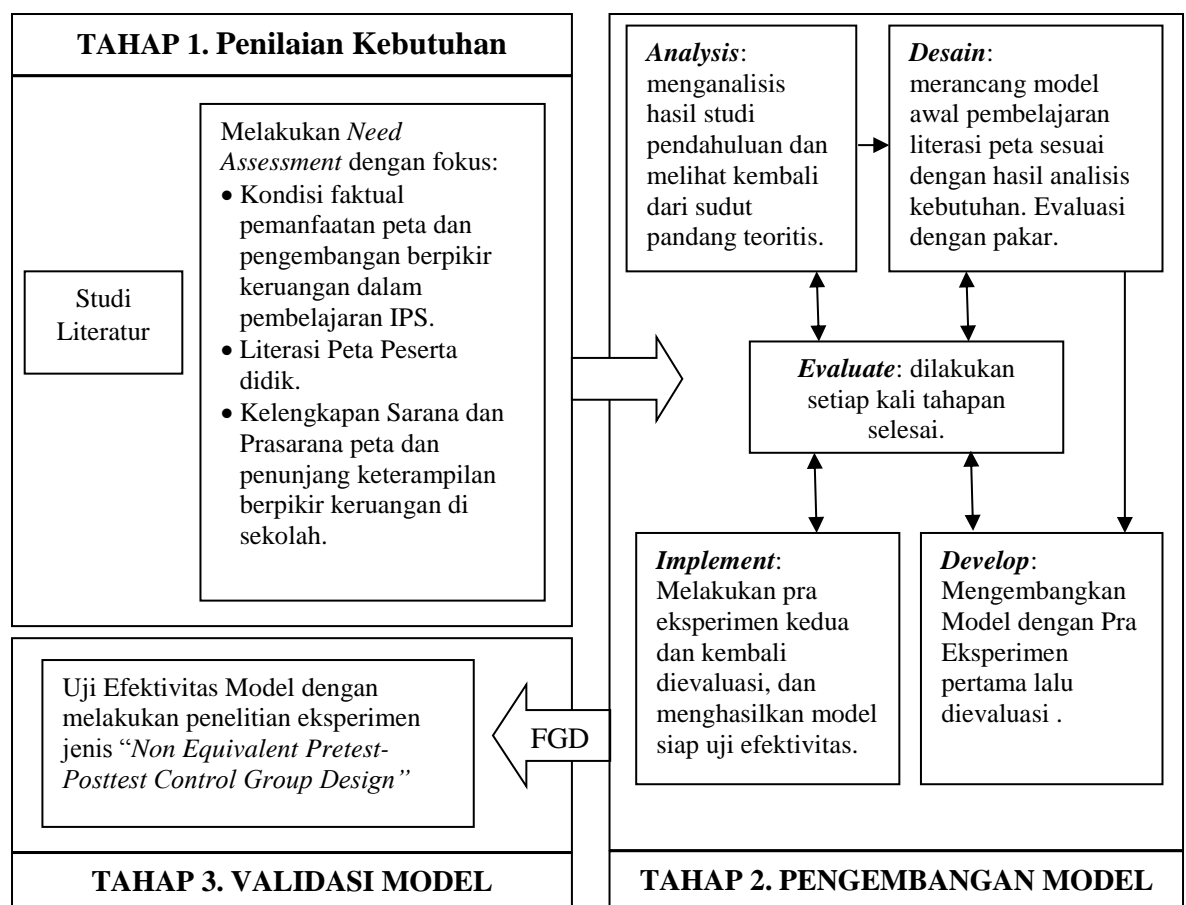 TAHAP 1. Penilaian Kebutuhan
Studi
Literatur
Melakukan Need
Assessment dengan fokus:
• Kondisi faktual
pemanfaatan peta dan
pengembangan berpikir
keruangan dalam
pembelajaran IPS.
• Literasi Peta Peserta
didik.
• Kelengkapan Sarana dan
Prasarana peta dan
penunjang keterampilan
berpikir keruangan di
sekolah.
Analysis:
menganalisis
hasil studi
pendahuluan dan
melihat kembali
dari sudut
pandang teoritis.
Desain:
merancang model
awal pembelajaran
literasi peta sesuai
dengan hasil analisis
kebutuhan. Evaluasi
dengan pakar.
Evaluate: dilakukan
setiap kali tahapan
selesai.
Implement:
Melakukan pra
eksperimen kedua
dan kembali
dievaluasi, dan
menghasilkan model
siap uji efektivitas.
Develop:
Mengembangkan
Model dengan Pra
Eksperimen
pertama lalu
dievaluasi .
TAHAP 2. PENGEMBANGAN MODEL
FGD
Uji Efektivitas Model dengan
melakukan penelitian eksperimen
jenis “Non Equivalent Pretest-
Posttest Control Group Design”
TAHAP 3. VALIDASI MODEL